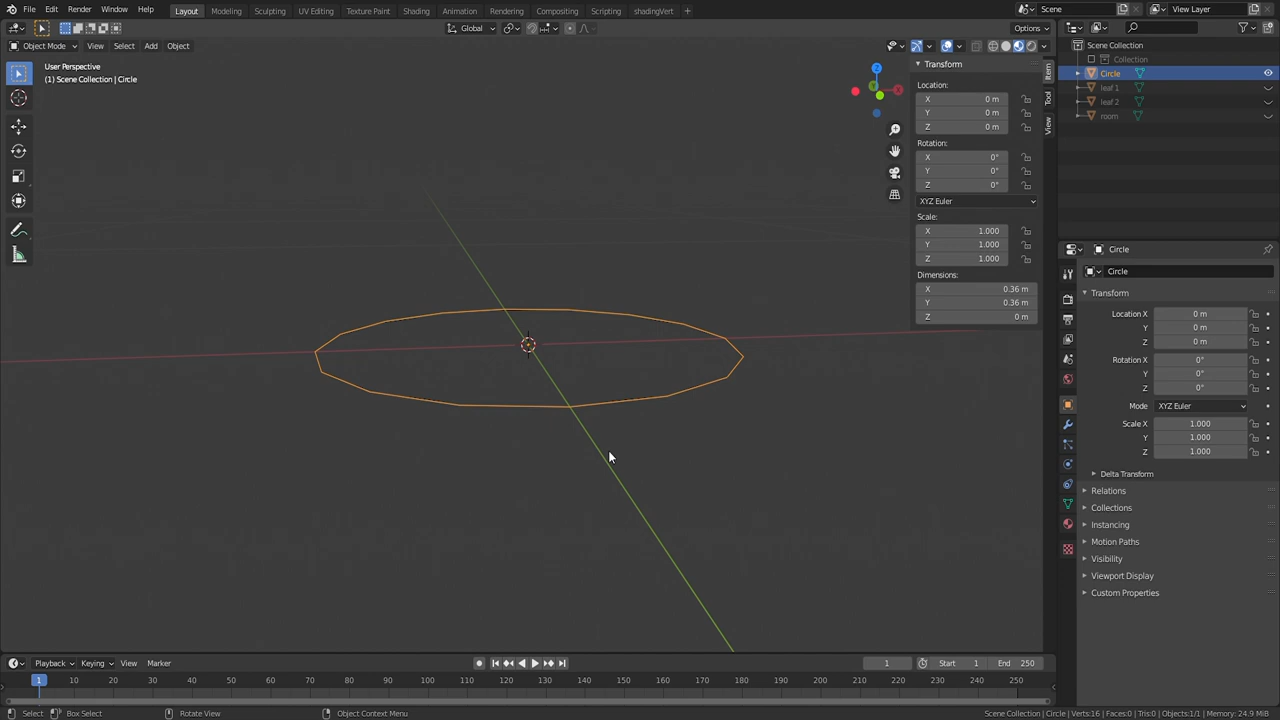 File Edit Render Window Help
Layout Modeling Sculpting UV Editing Texture Paint Shading Animation Rendering Compositing Scripting shadingVert +
Scene
View Layer
Global
Options
Object Mode View Select Add Object
User Perspective
(1) Scene Collection | Circle
Z
Transform
Location:
X 0 m
Y 0 m
Z 0 m
Rotation:
X 0°
Y 0°
Z 0°
XYZ Euler
Scale:
X 1.000
Y 1.000
Z 1.000
Dimensions:
X 0.36 m
Y 0.36 m
Z 0 m
Item
Tool
View
Scene Collection
Collection
Circle
leaf 1
leaf 2
room
Circle
Circle
Transform
Location X 0 m
Y 0 m
Z 0 m
Rotation X 0°
Y 0°
Z 0°
Mode XYZ Euler
Scale X 1.000
Y 1.000
Z 1.000
Delta Transform
Relations
Collections
Instancing
Motion Paths
Visibility
Viewport Display
Custom Properties
Playback Keying View Marker
1 Start 1 End 250
1 10 20 30 40 50 60 70 80 90 100 110 120 130 140 150 160 170 180 190 200 210 220 230 240 250
Select Box Select Rotate View Object Context Menu
Scene Collection | Circle | Verts:16 | Faces:0 | Tris:0 | Objects:1/1 | Memory: 24.9 MiB